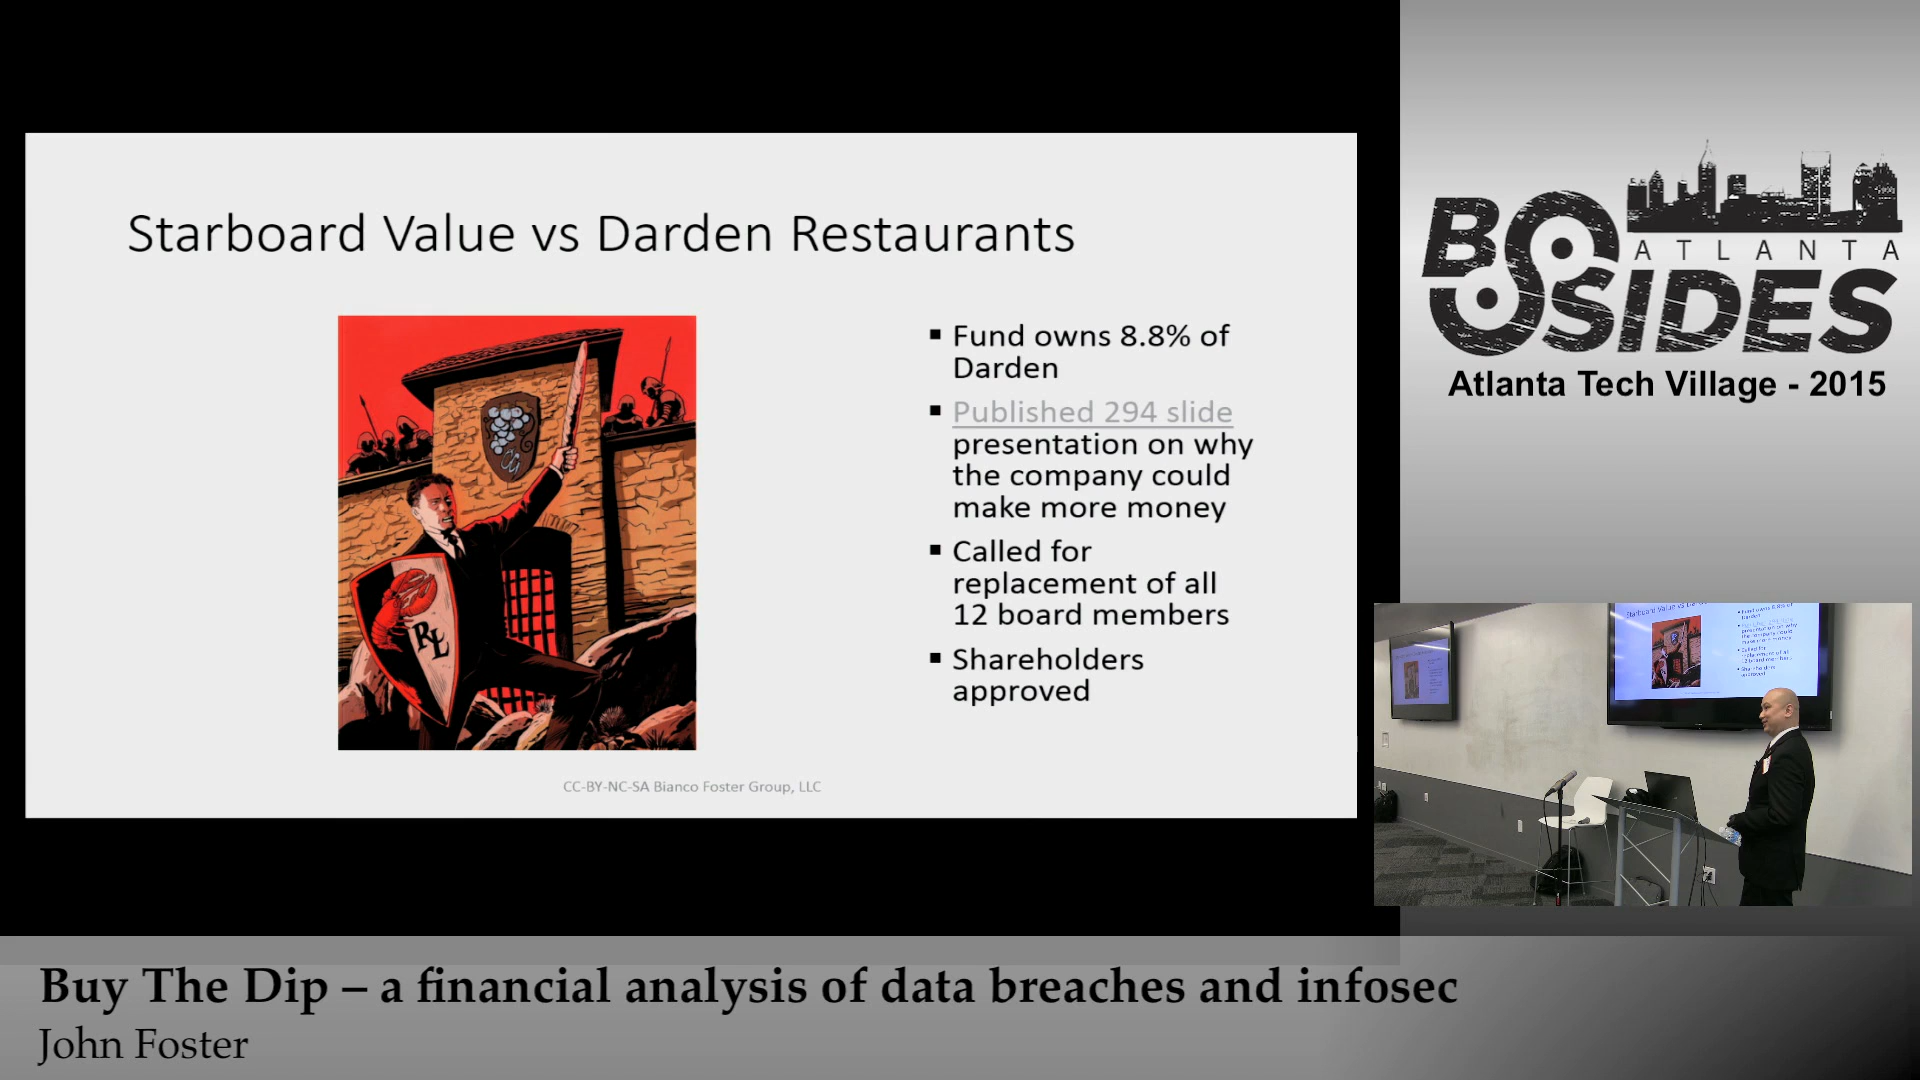 Starboard Value vs Darden Restaurants
RL
▪ Fund owns 8.8% of
Darden
▪ Published 294 slide
presentation on why
the company could
make more money
▪ Called for
replacement of all
12 board members
▪ Shareholders
approved
CC-BY-NC-SA Bianco Foster Group, LLC
ATLANTA
BSIDES
Atlanta Tech Village - 2015
Buy The Dip – a financial analysis of data breaches and infosec
John Foster